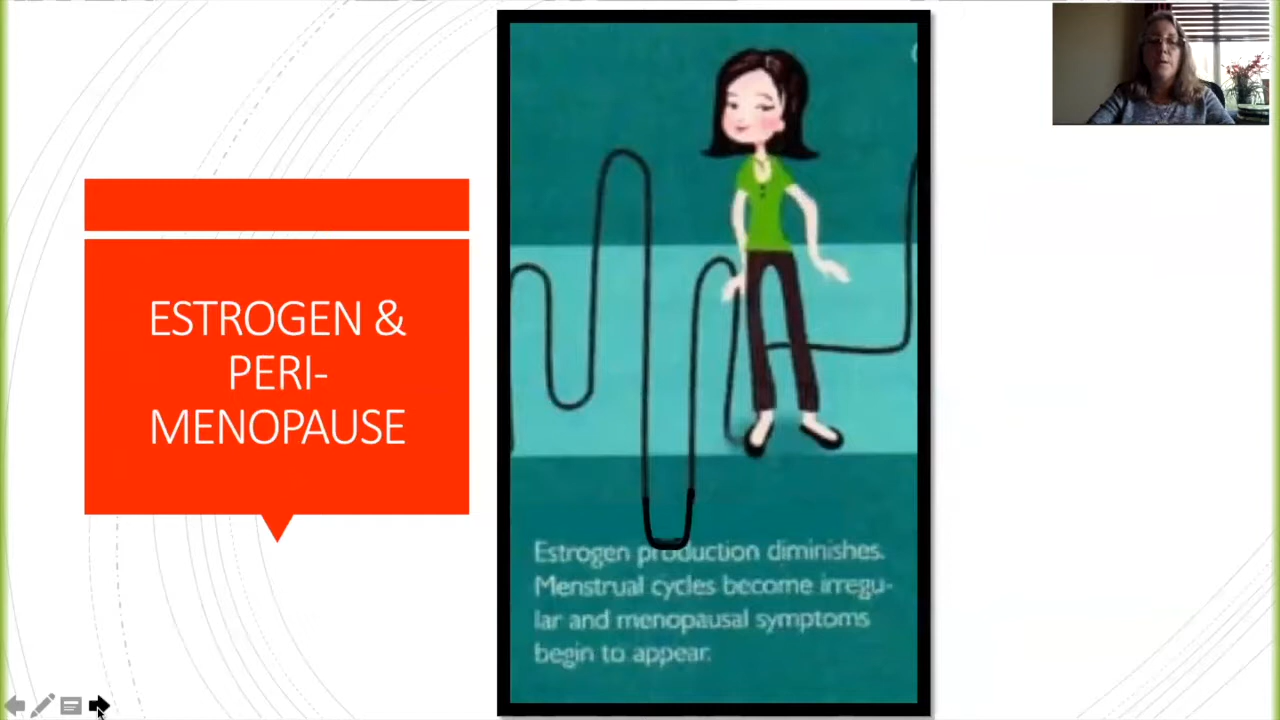 ESTROGEN &
PERI-
MENOPAUSE
Estrogen production diminishes.
Menstrual cycles become irregu-
lar and menopausal symptoms
begin to appear.